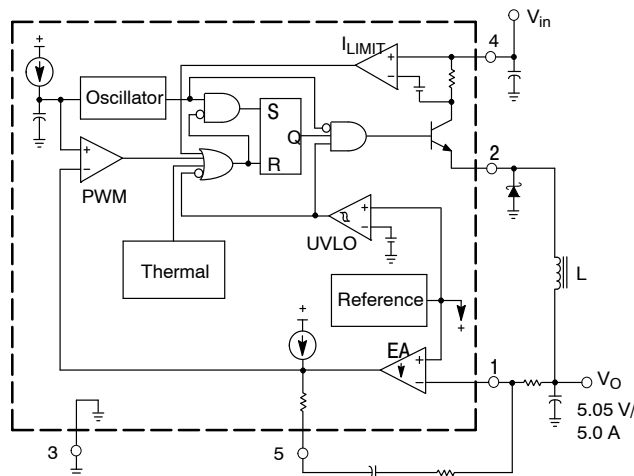 Vin
4
ILIMIT
+
−
+
Oscillator
S
Q
R
+
−
PWM
2
UVLO
+
−
Thermal
Reference
L
+
+
EA
+
−
1
VO
5.05 V/
5.0 A
3
5